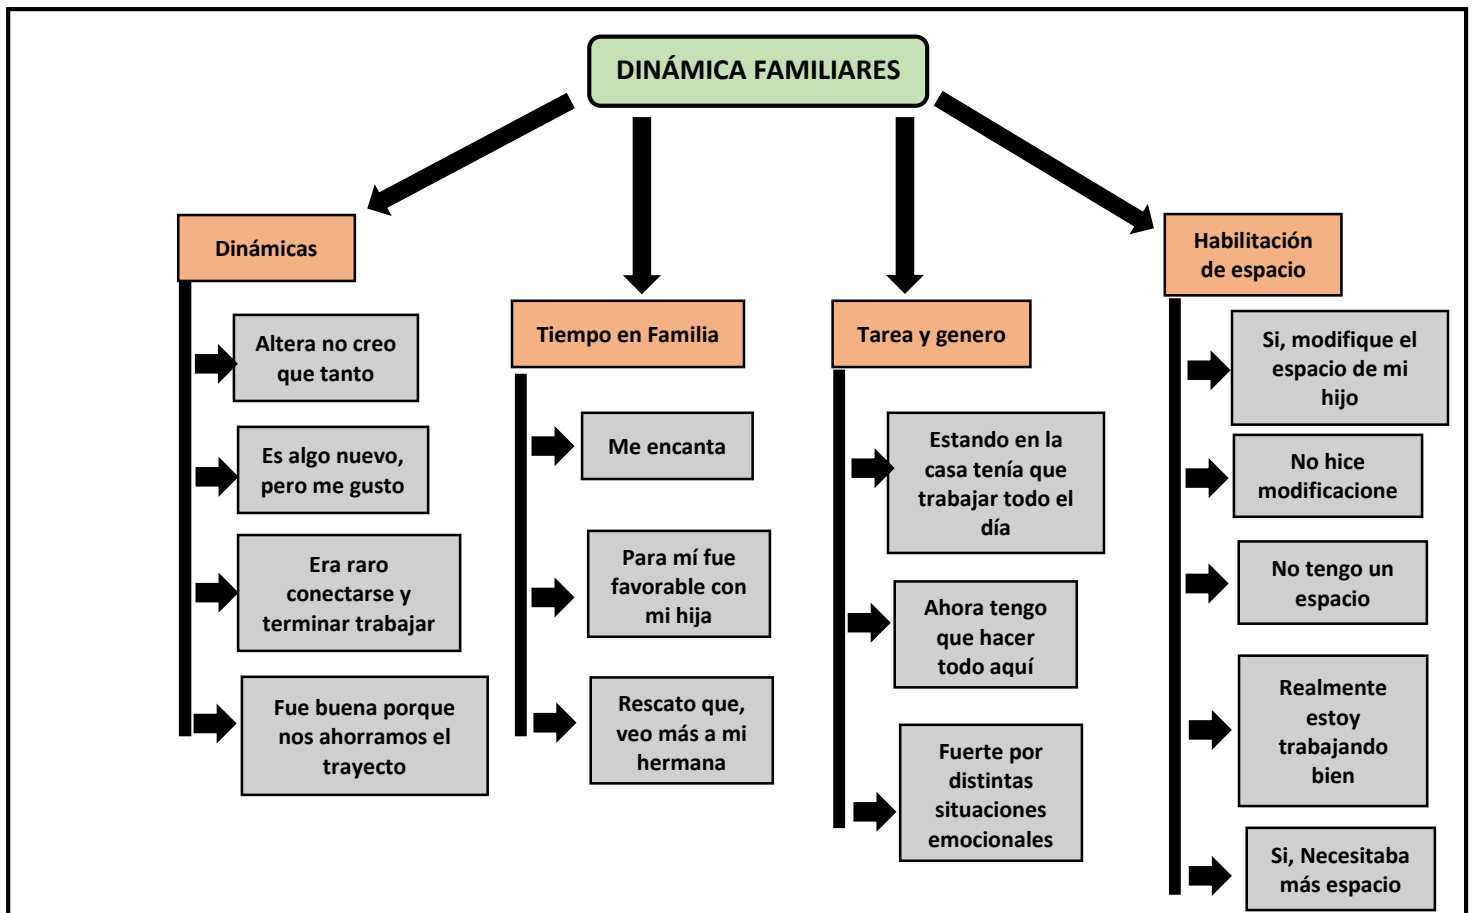 DINÁMICA FAMILIARES
Dinámicas
Altera no creo
que tanto
Es algo nuevo,
pero me gusto
Era raro
conectarse y
terminar trabajar
Fue buena porque
nos ahorramos el
trayecto
Tiempo en Familia
Me encanta
Para mí fue
favorable con
mi hija
Rescato que,
veo más a mi
hermana
Tarea y genero
Estando en la
casa tenía que
trabajar todo el
día
Ahora tengo
que hacer
todo aquí
Fuerte por
distintas
situaciones
emocionales
Habilitación
de espacio
Si, modifique el
espacio de mi
hijo
No hice
modificacione
No tengo un
espacio
Realmente
estoy
trabajando
bien
Si, Necesitaba
más espacio